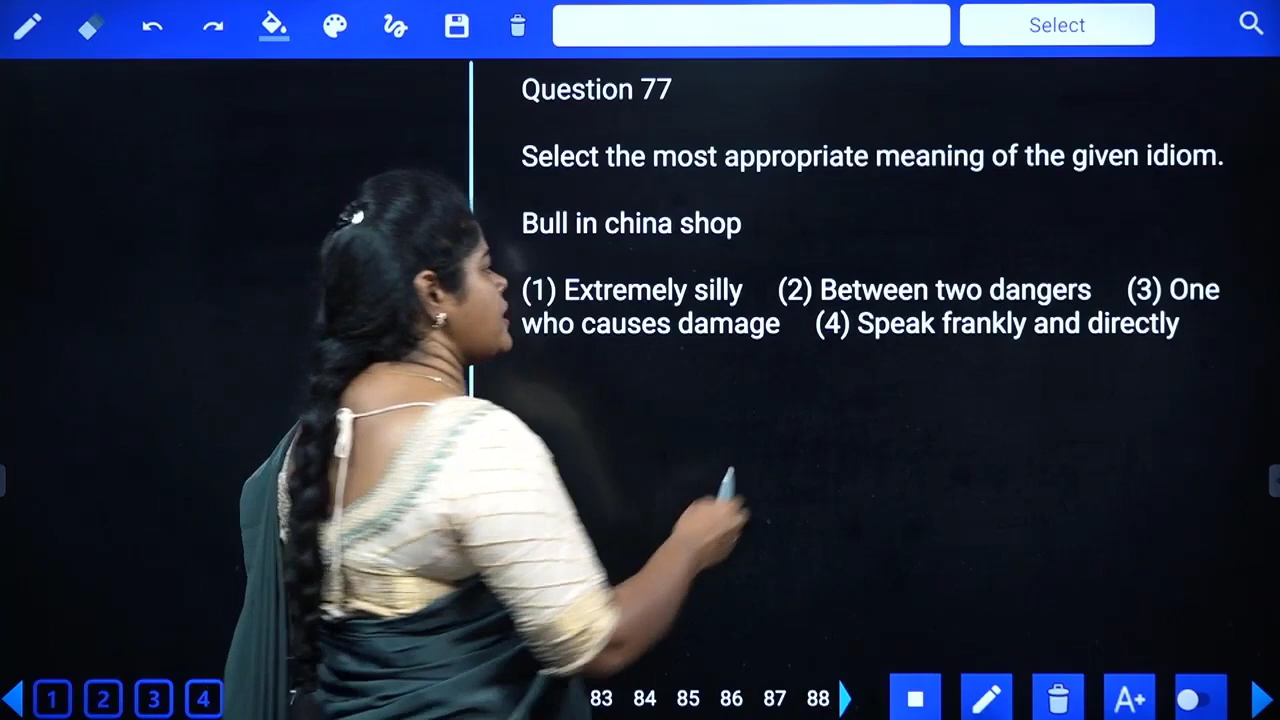 Select
Question 77
Select the most appropriate meaning of the given idiom.
Bull in china shop
(1) Extremely silly (2) Between two dangers (3) One
who causes damage (4) Speak frankly and directly
1 2 3 4 7 83 84 85 86 87 88 A+